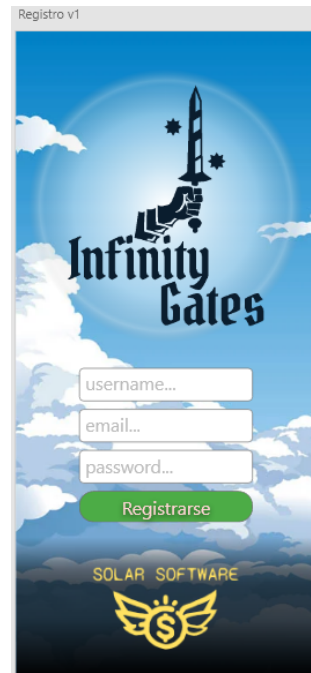 Registro v1
Infinity
Gates
username...
email...
password...
Registrarse
SOLAR SOFTWARE
$